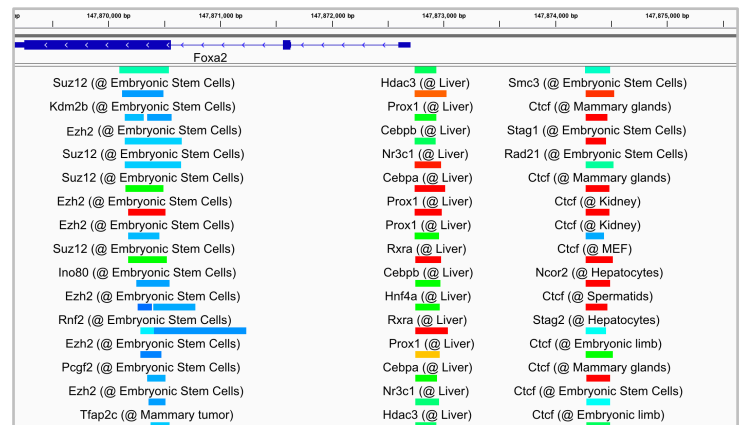 bp 147,870,000 bp 147,871,000 bp 147,872,000 bp 147,873,000 bp 147,874,000 bp 147,875,000 bp
Foxa2
Suz12 (@ Embryonic Stem Cells) Hdac3 (@ Liver) Smc3 (@ Embryonic Stem Cells)
Kdm2b (@ Embryonic Stem Cells) Prox1 (@ Liver) Ctcf (@ Mammary glands)
Ezh2 (@ Embryonic Stem Cells) Cebpb (@ Liver) Stag1 (@ Embryonic Stem Cells)
Suz12 (@ Embryonic Stem Cells) Nr3c1 (@ Liver) Rad21 (@ Embryonic Stem Cells)
Suz12 (@ Embryonic Stem Cells) Cebpa (@ Liver) Ctcf (@ Mammary glands)
Ezh2 (@ Embryonic Stem Cells) Prox1 (@ Liver) Ctcf (@ Kidney)
Ezh2 (@ Embryonic Stem Cells) Prox1 (@ Liver) Ctcf (@ Kidney)
Suz12 (@ Embryonic Stem Cells) Rxra (@ Liver) Ctcf (@ MEF)
Ino80 (@ Embryonic Stem Cells) Cebpb (@ Liver) Ncor2 (@ Hepatocytes)
Ezh2 (@ Embryonic Stem Cells) Hnf4a (@ Liver) Ctcf (@ Spermatids)
Rnf2 (@ Embryonic Stem Cells) Rxra (@ Liver) Stag2 (@ Hepatocytes)
Ezh2 (@ Embryonic Stem Cells) Prox1 (@ Liver) Ctcf (@ Embryonic limb)
Pcgf2 (@ Embryonic Stem Cells) Cebpa (@ Liver) Ctcf (@ Mammary glands)
Ezh2 (@ Embryonic Stem Cells) Nr3c1 (@ Liver) Ctcf (@ Embryonic Stem Cells)
Tfap2c (@ Mammary tumor) Hdac3 (@ Liver) Ctcf (@ Embryonic limb)